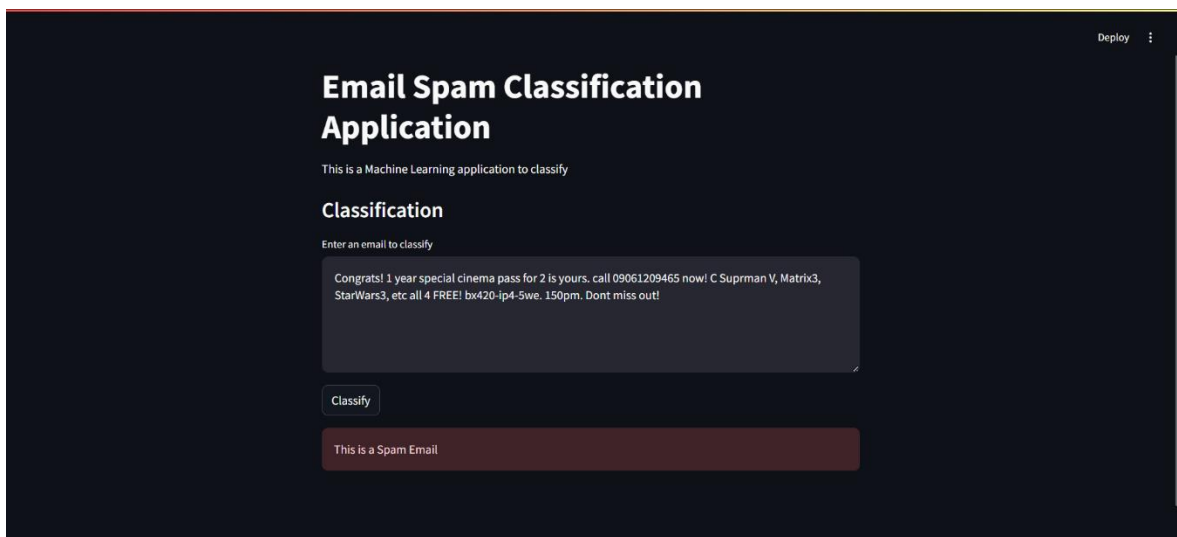 Deploy
Email Spam Classification
Application
This is a Machine Learning application to classify
Classification
Enter an email to classify
Congrats! 1 year special cinema pass for 2 is yours. call 09061209465 now! C Suprman V, Matrix3,
StarWars3, etc all 4 FREE! bx420-ip4-5we. 150pm. Dont miss out!
Classify
This is a Spam Email